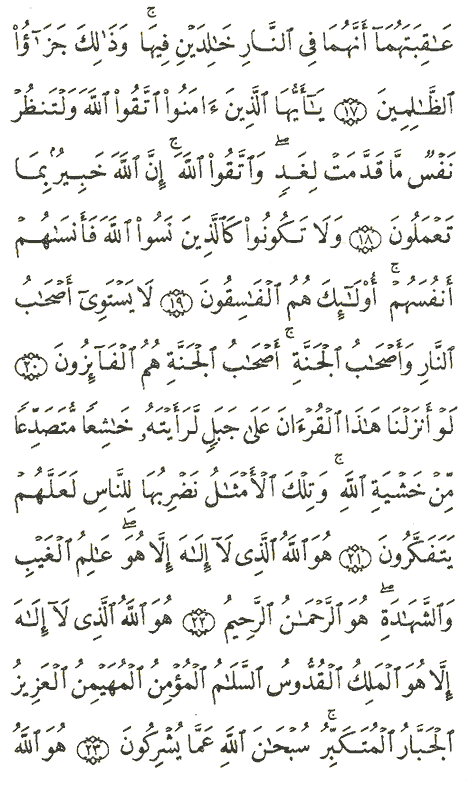 عَٰقِبَتَهُمَآ أَنَّهُمَا فِى ٱلنَّارِ خَٰلِدَيْنِ فِيهَا ۚ وَذَٰلِكَ جَزَٰٓؤُا۟
ٱلظَّٰلِمِينَ ١٧ يَٰٓأَيُّهَا ٱلَّذِينَ ءَامَنُوا۟ ٱتَّقُوا۟ ٱللَّهَ وَلْتَنظُرْ
نَفْسٌ مَّا قَدَّمَتْ لِغَدٍ ۖ وَٱتَّقُوا۟ ٱللَّهَ ۚ إِنَّ ٱللَّهَ خَبِيرٌۢ بِمَا
تَعْمَلُونَ ١٨ وَلَا تَكُونُوا۟ كَٱلَّذِينَ نَسُوا۟ ٱللَّهَ فَأَنسَىٰهُمْ
أَنفُسَهُمْ ۚ أُو۟لَٰٓئِكَ هُمُ ٱلْفَٰسِقُونَ ١٩ لَا يَسْتَوِىٓ أَصْحَٰبُ
ٱلنَّارِ وَأَصْحَٰبُ ٱلْجَنَّةِ ۚ أَصْحَٰبُ ٱلْجَنَّةِ هُمُ ٱلْفَآئِزُونَ ٢٠
لَوْ أَنزَلْنَا هَٰذَا ٱلْقُرْءَانَ عَلَىٰ جَبَلٍ لَّرَأَيْتَهُۥ خَٰشِعًا مُّتَصَدِّعًا
مِّنْ خَشْيَةِ ٱللَّهِ ۚ وَتِلْكَ ٱلْأَمْثَٰلُ نَضْرِبُهَا لِلنَّاسِ لَعَلَّهُمْ
يَتَفَكَّرُونَ ٢١ هُوَ ٱللَّهُ ٱلَّذِى لَآ إِلَٰهَ إِلَّا هُوَ ۖ عَٰلِمُ ٱلْغَيْبِ
وَٱلشَّهَٰدَةِ ۖ هُوَ ٱلرَّحْمَٰنُ ٱلرَّحِيمُ ٢٢ هُوَ ٱللَّهُ ٱلَّذِى لَآ إِلَٰهَ
إِلَّا هُوَ ٱلْمَلِكُ ٱلْقُدُّوسُ ٱلسَّلَٰمُ ٱلْمُؤْمِنُ ٱلْمُهَيْمِنُ ٱلْعَزِيزُ
ٱلْجَبَّارُ ٱلْمُتَكَبِّرُ ۚ سُبْحَٰنَ ٱللَّهِ عَمَّا يُشْرِكُونَ ٢٣ هُوَ ٱللَّهُ